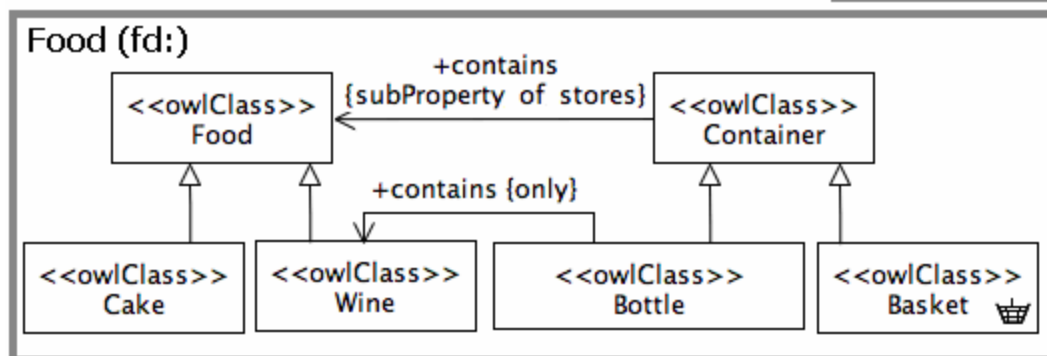 Food (fd:)
+contains
{subProperty of stores}
<<owlClass>>
Food
<<owlClass>>
Container
+contains {only}
<<owlClass>>
Cake
<<owlClass>>
Wine
<<owlClass>>
Bottle
<<owlClass>>
Basket